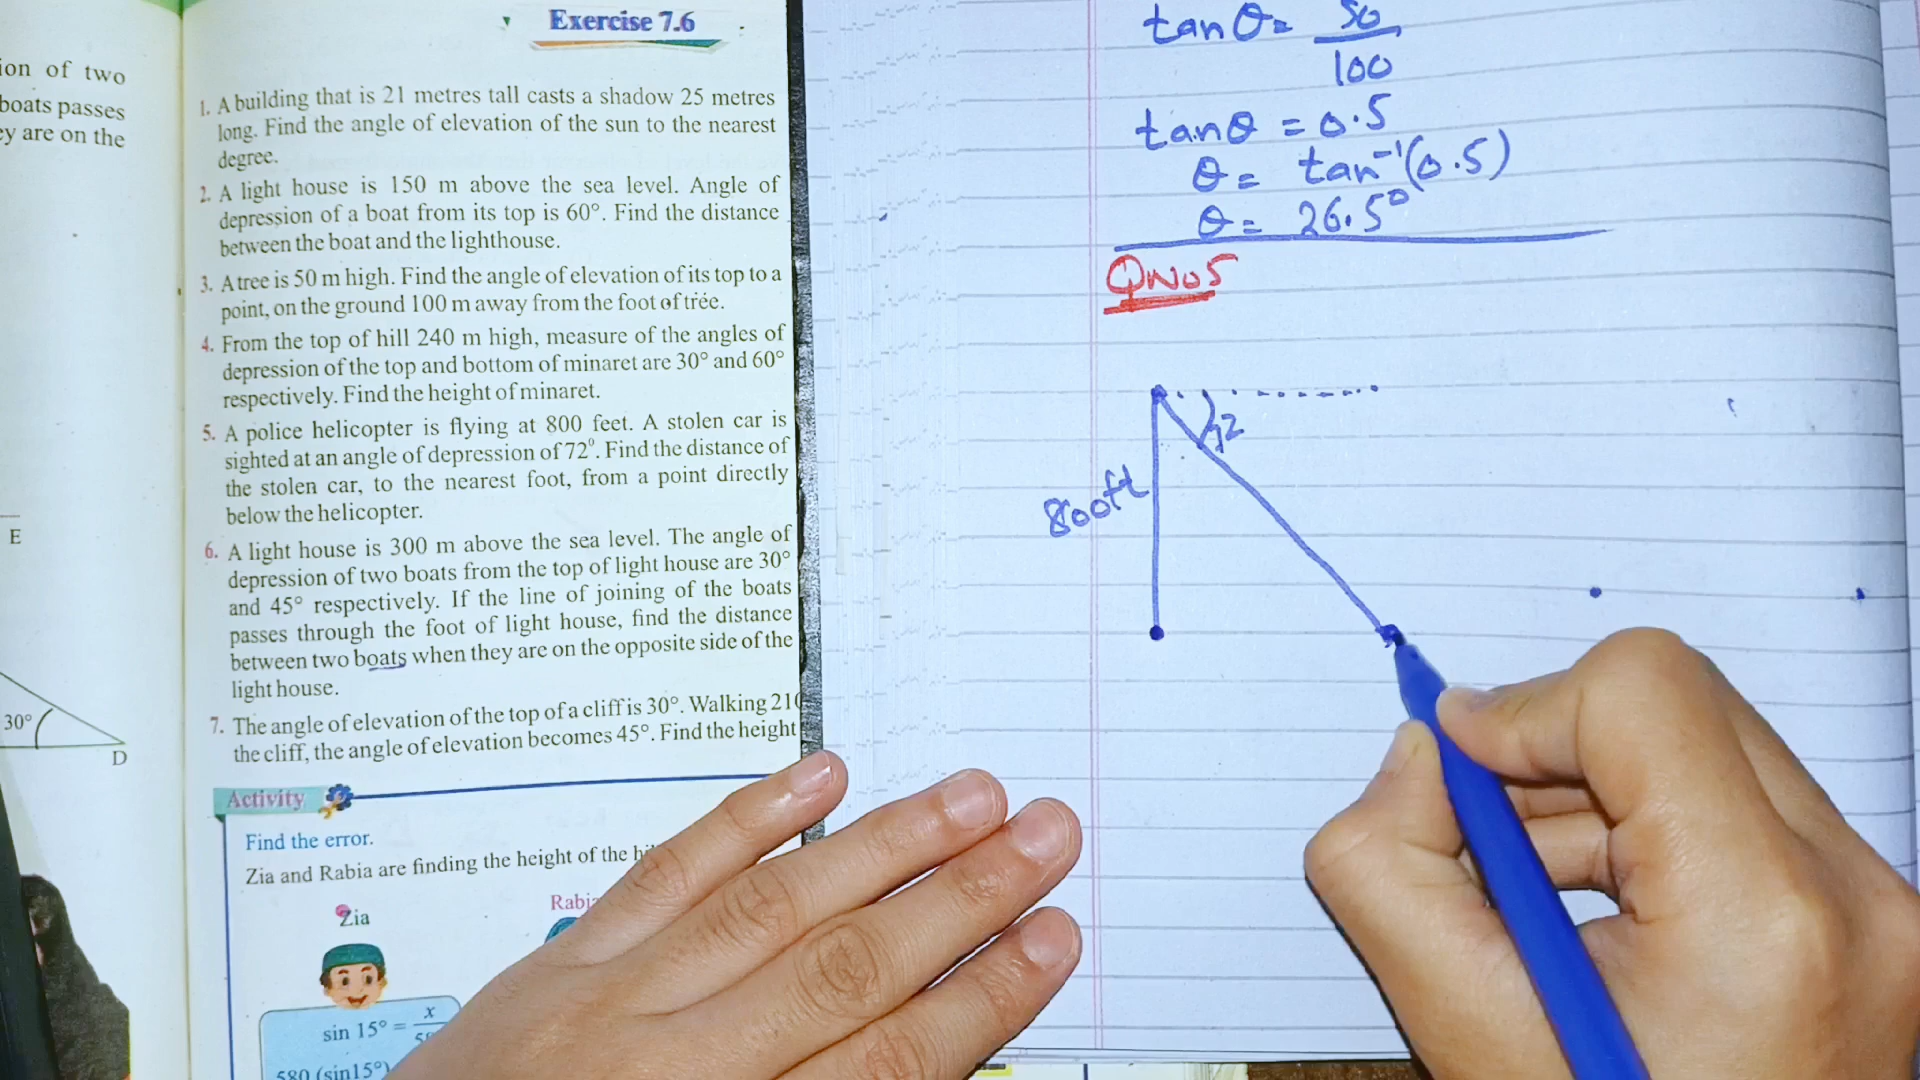 ion of two
boats passes
ey are on the
E
30°
D
Exercise 7.6
1. A building that is 21 metres tall casts a shadow 25 metres
long. Find the angle of elevation of the sun to the nearest
degree.
2. A light house is 150 m above the sea level. Angle of
depression of a boat from its top is 60°. Find the distance
between the boat and the lighthouse.
3. A tree is 50 m high. Find the angle of elevation of its top to a
point, on the ground 100 m away from the foot of tree.
4. From the top of hill 240 m high, measure of the angles of
depression of the top and bottom of minaret are 30° and 60°
respectively. Find the height of minaret.
5. A police helicopter is flying at 800 feet. A stolen car is
sighted at an angle of depression of 72⁰. Find the distance of
the stolen car, to the nearest foot, from a point directly
below the helicopter.
6. A light house is 300 m above the sea level. The angle of
depression of two boats from the top of light house are 30°
and 45° respectively. If the line of joining of the boats
passes through the foot of light house, find the distance
between two boats when they are on the opposite side of the
light house.
7. The angle of elevation of the top of a cliff is 30°. Walking 210
the cliff, the angle of elevation becomes 45°. Find the height
Activity
Find the error.
Zia and Rabia are finding the height of the
Zia
sin 15° = x
580 (sin15°)
tan θ = 50
100
tan θ = 0.5
θ = tan⁻¹(0.5)
θ = 26.5°
QNo5
72
800ft